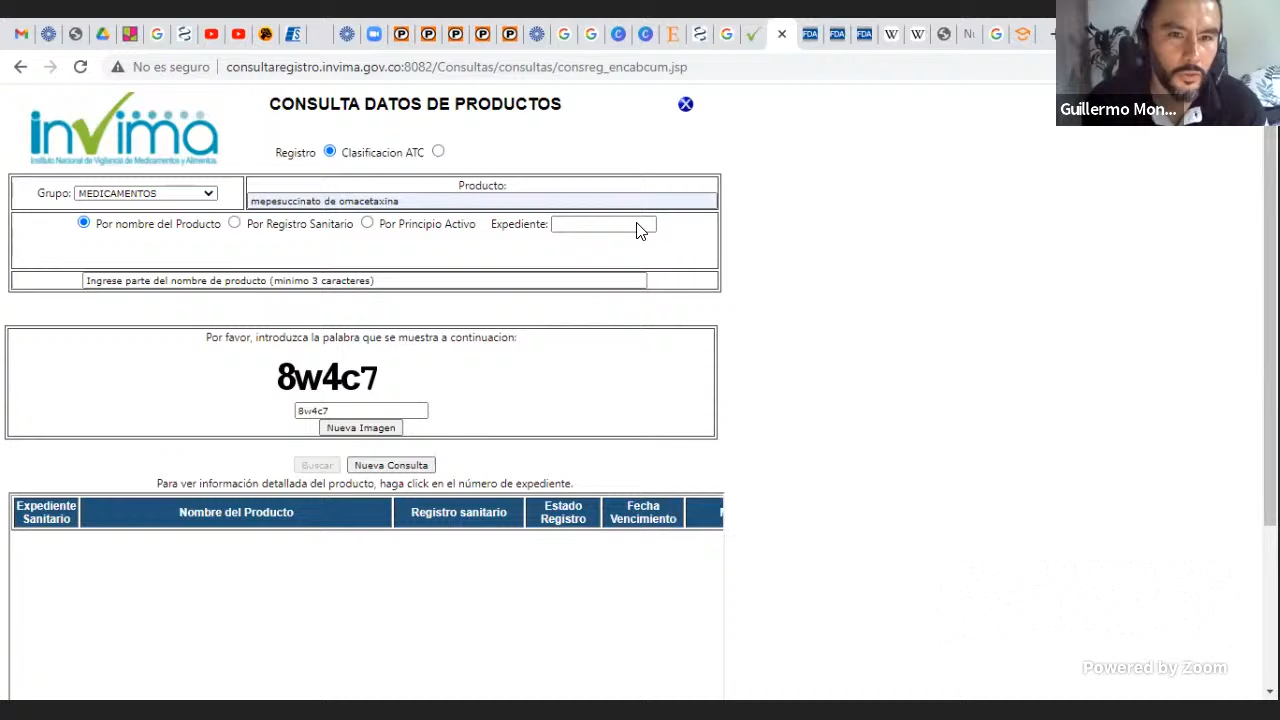 No es seguro
consultaregistro.invima.gov.co:8082/Consultas/consultas/consreg_encabcum.jsp
Guillermo Mon...
invima
Instituto Nacional de Vigilancia de Medicamentos y Alimentos
CONSULTA DATOS DE PRODUCTOS
Registro Clasificacion ATC
Grupo: MEDICAMENTOS
Producto:
mepesuccinato de omacetaxina
Por nombre del Producto Por Registro Sanitario Por Principio Activo Expediente:
Ingrese parte del nombre de producto (minimo 3 caracteres)
Por favor, introduzca la palabra que se muestra a continuacion:
8w4c7
8w4c7
Nueva Imagen
Buscar Nueva Consulta
Para ver información detallada del producto, haga click en el número de expediente.
Expediente Sanitario
Nombre del Producto
Registro sanitario
Estado Registro
Fecha Vencimiento
Powered by Zoom